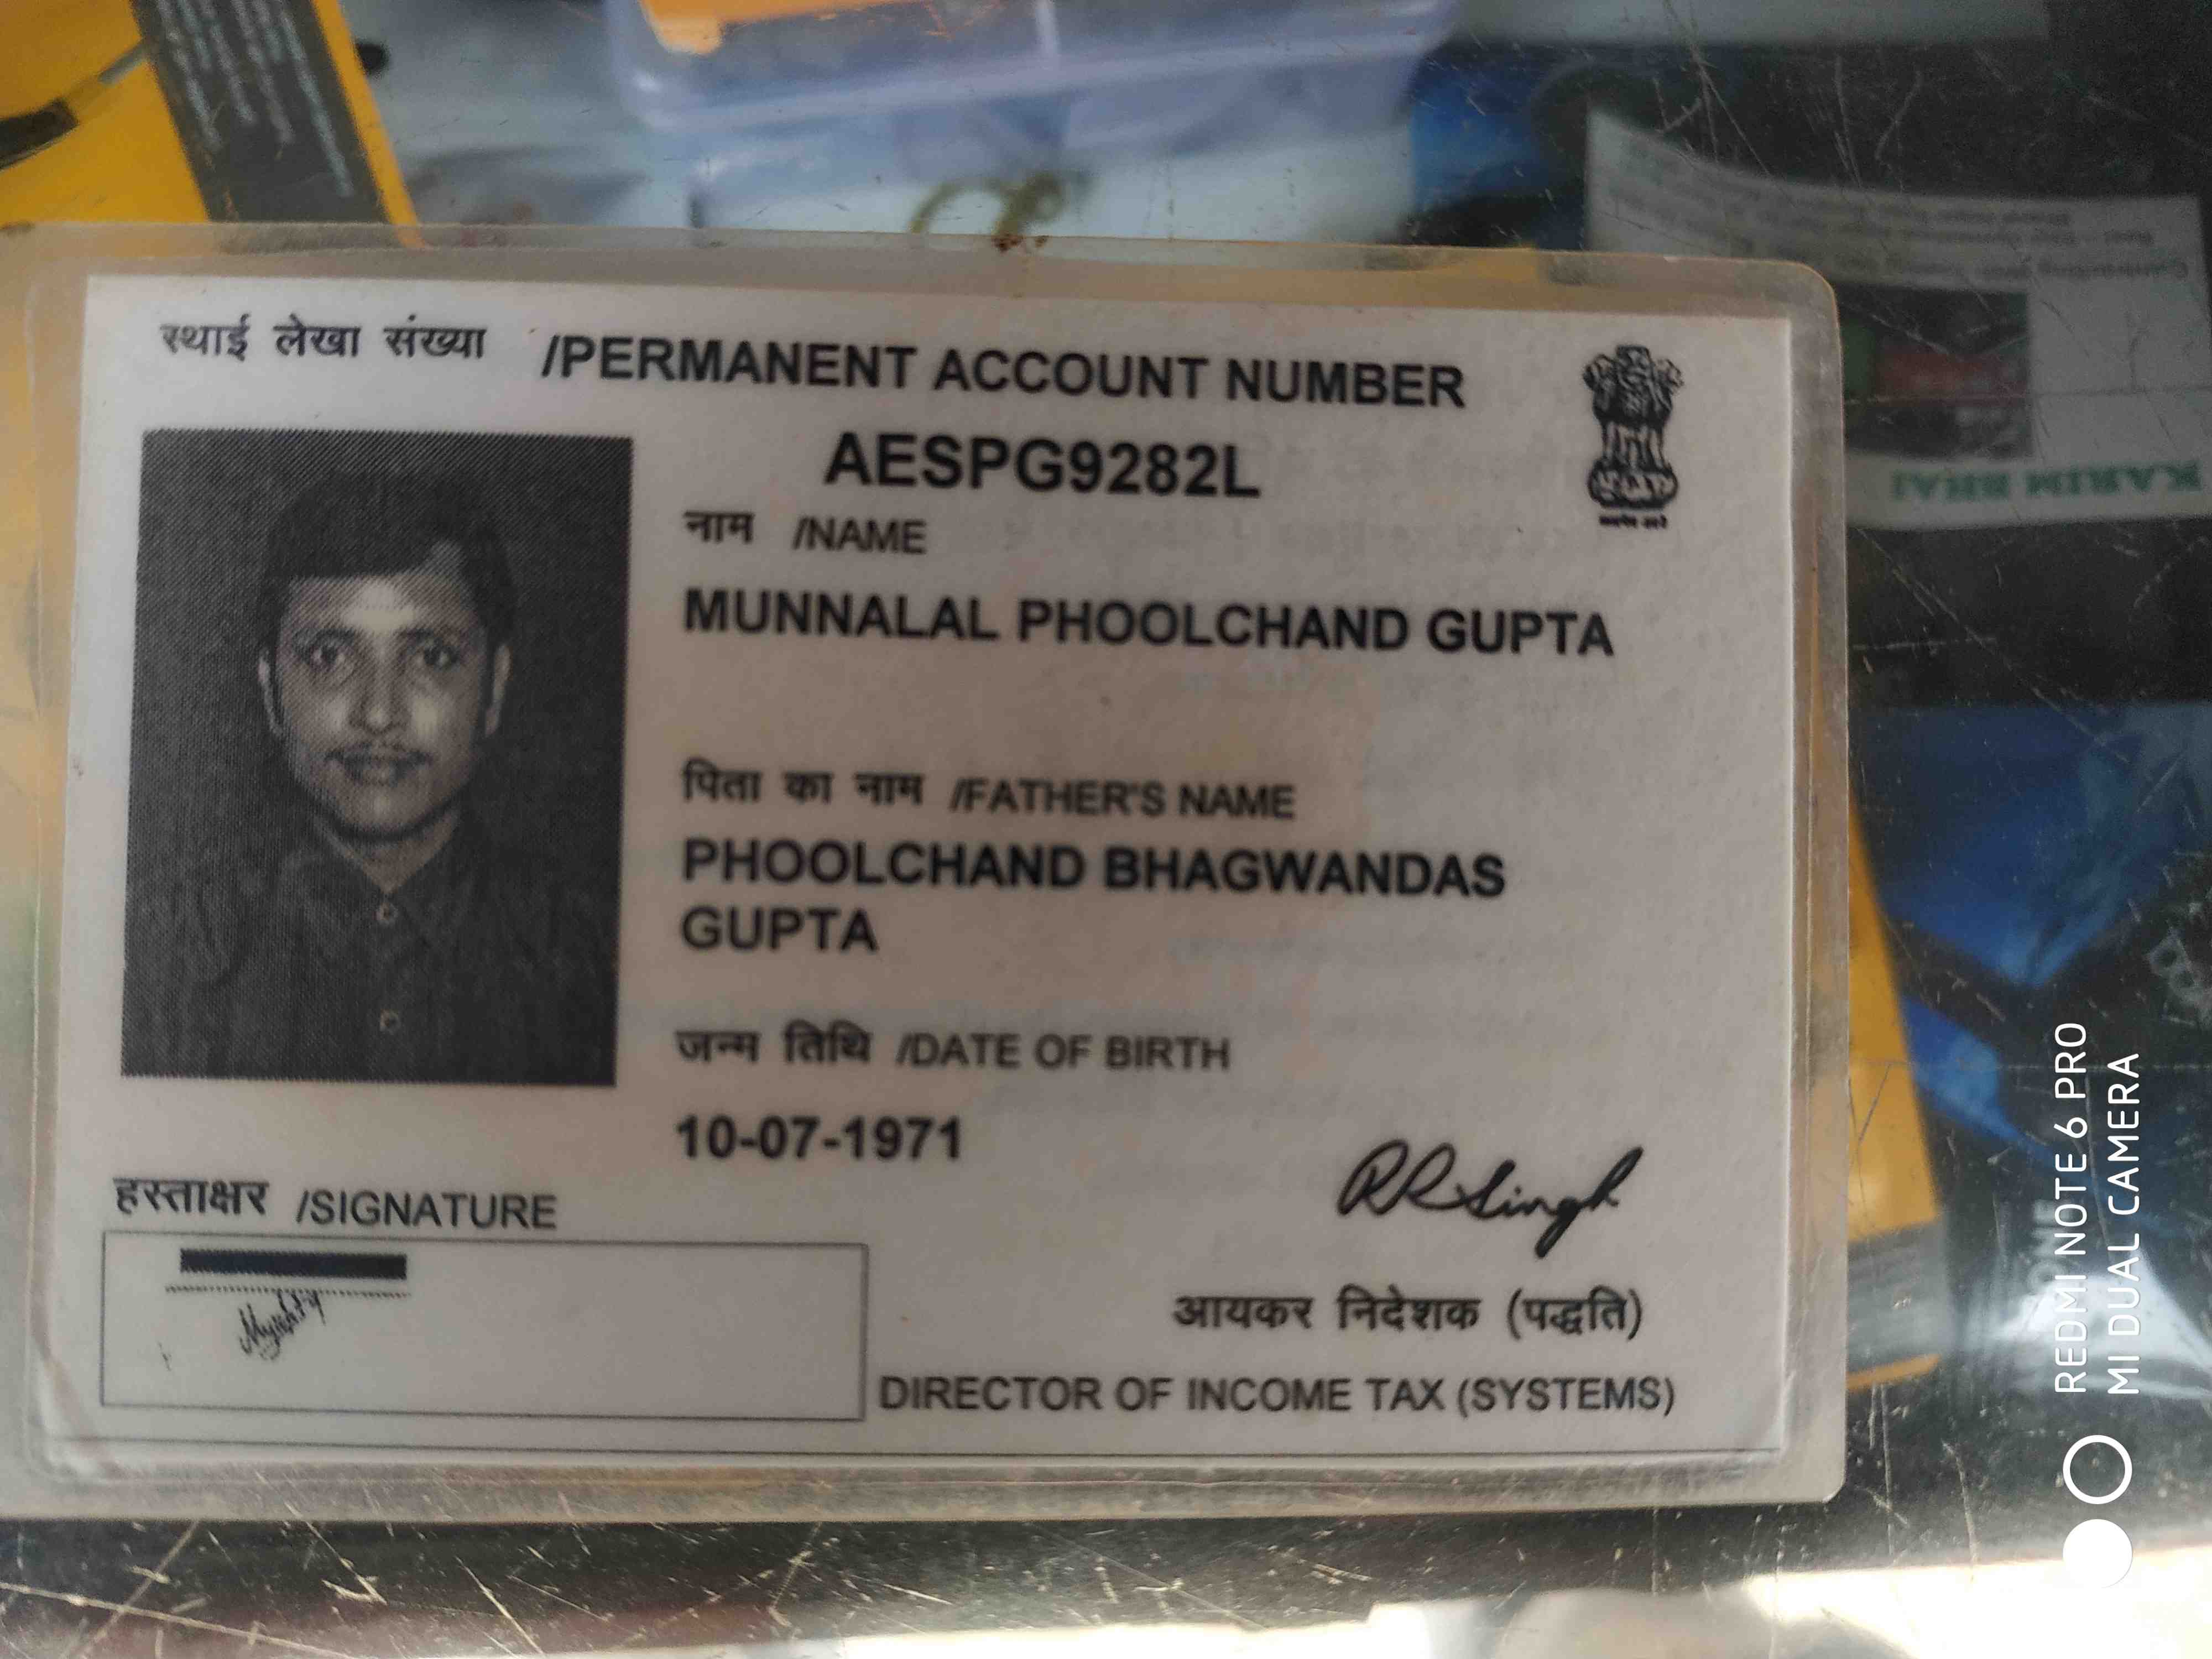 स्थाई लेखा संख्या /PERMANENT ACCOUNT NUMBER
AESPG9282L
नाम /NAME
MUNNALAL PHOOLCHAND GUPTA
पिता का नाम /FATHER'S NAME
PHOOLCHAND BHAGWANDAS
GUPTA
जन्म तिथि /DATE OF BIRTH
10-07-1971
हस्ताक्षर /SIGNATURE
RRSingh
आयकर निदेशक (पद्धति)
DIRECTOR OF INCOME TAX (SYSTEMS)
KARIM BHAI
REDMI NOTE 6 PRO
MI DUAL CAMERA